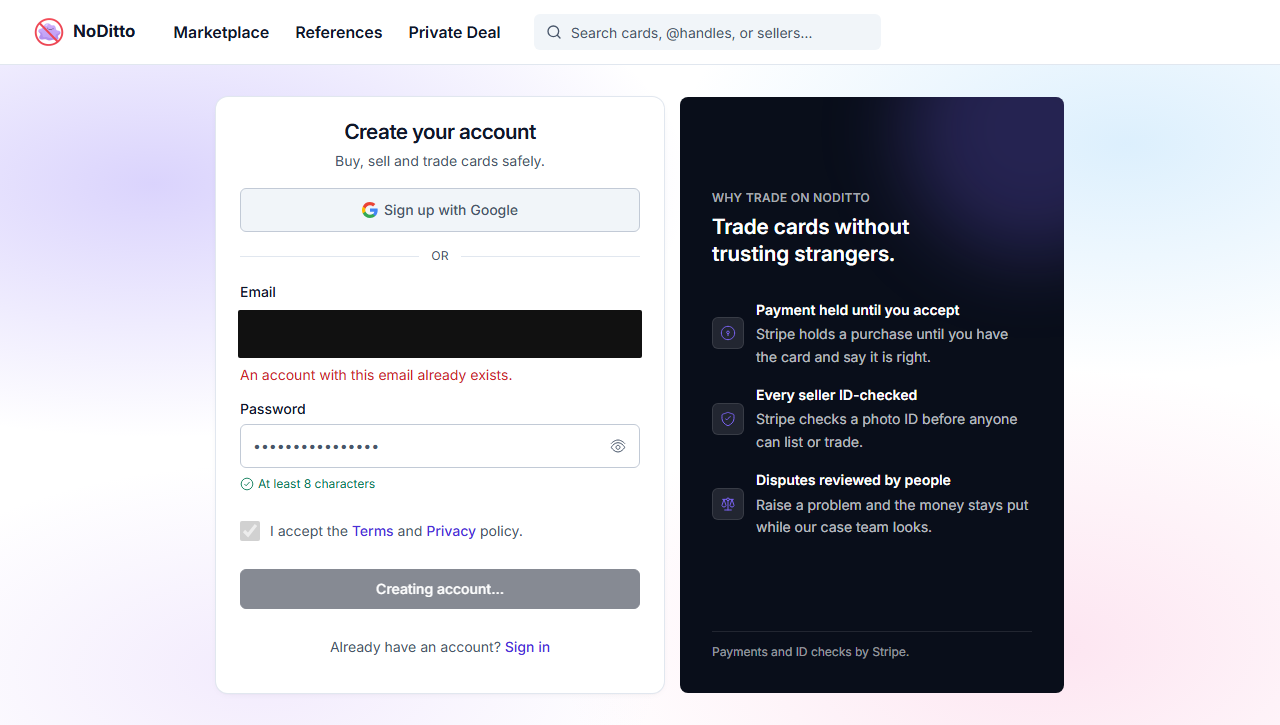 NoDitto
Marketplace
References
Private Deal
Search cards, @handles, or sellers...
Create your account
Buy, sell and trade cards safely.
Sign up with Google
OR
Email
An account with this email already exists.
Password
••••••••••••••••
At least 8 characters
I accept the Terms and Privacy policy.
Creating account...
Already have an account? Sign in
WHY TRADE ON NODITTO
Trade cards without
trusting strangers.
Payment held until you accept
Stripe holds a purchase until you have
the card and say it is right.
Every seller ID-checked
Stripe checks a photo ID before anyone
can list or trade.
Disputes reviewed by people
Raise a problem and the money stays put
while our case team looks.
Payments and ID checks by Stripe.